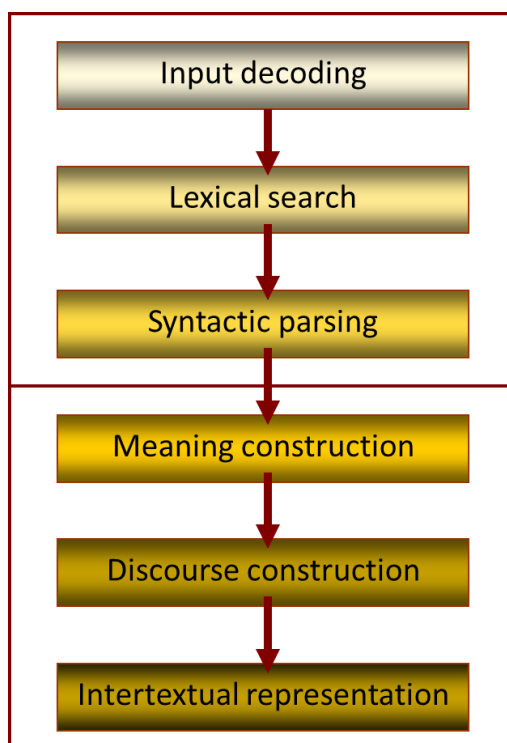 Input decoding
Lexical search
Syntactic parsing
Meaning construction
Discourse construction
Intertextual representation